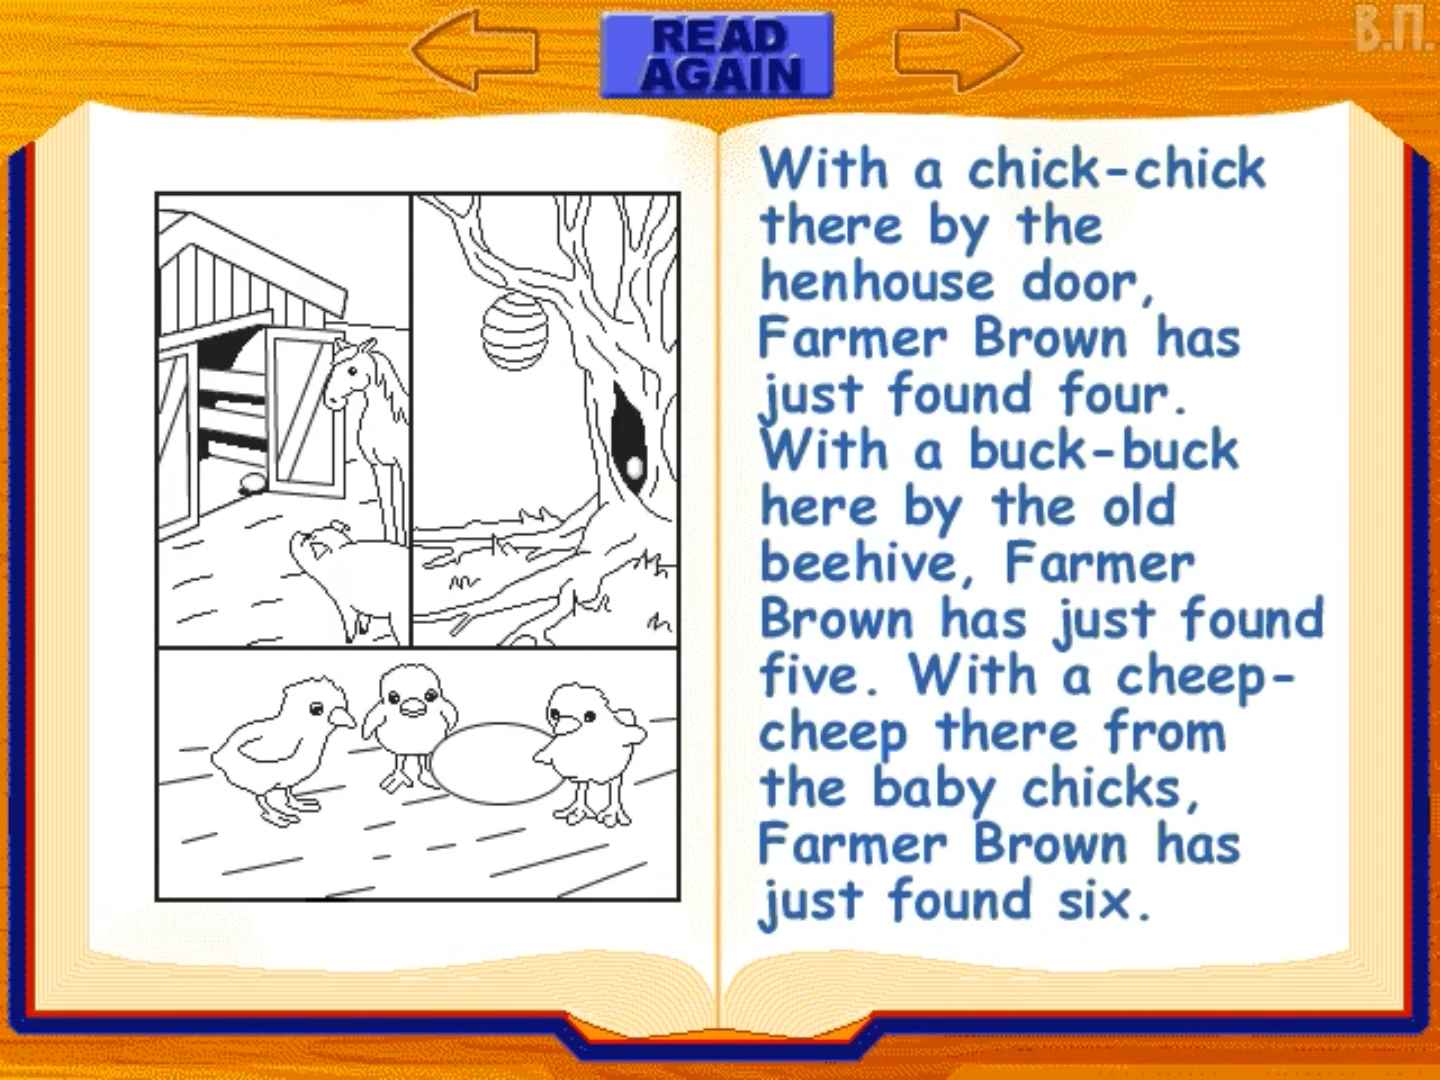 READ
AGAIN
В.П.
With a chick-chick
there by the
henhouse door,
Farmer Brown has
just found four.
With a buck-buck
here by the old
beehive, Farmer
Brown has just found
five. With a cheep-
cheep there from
the baby chicks,
Farmer Brown has
just found six.